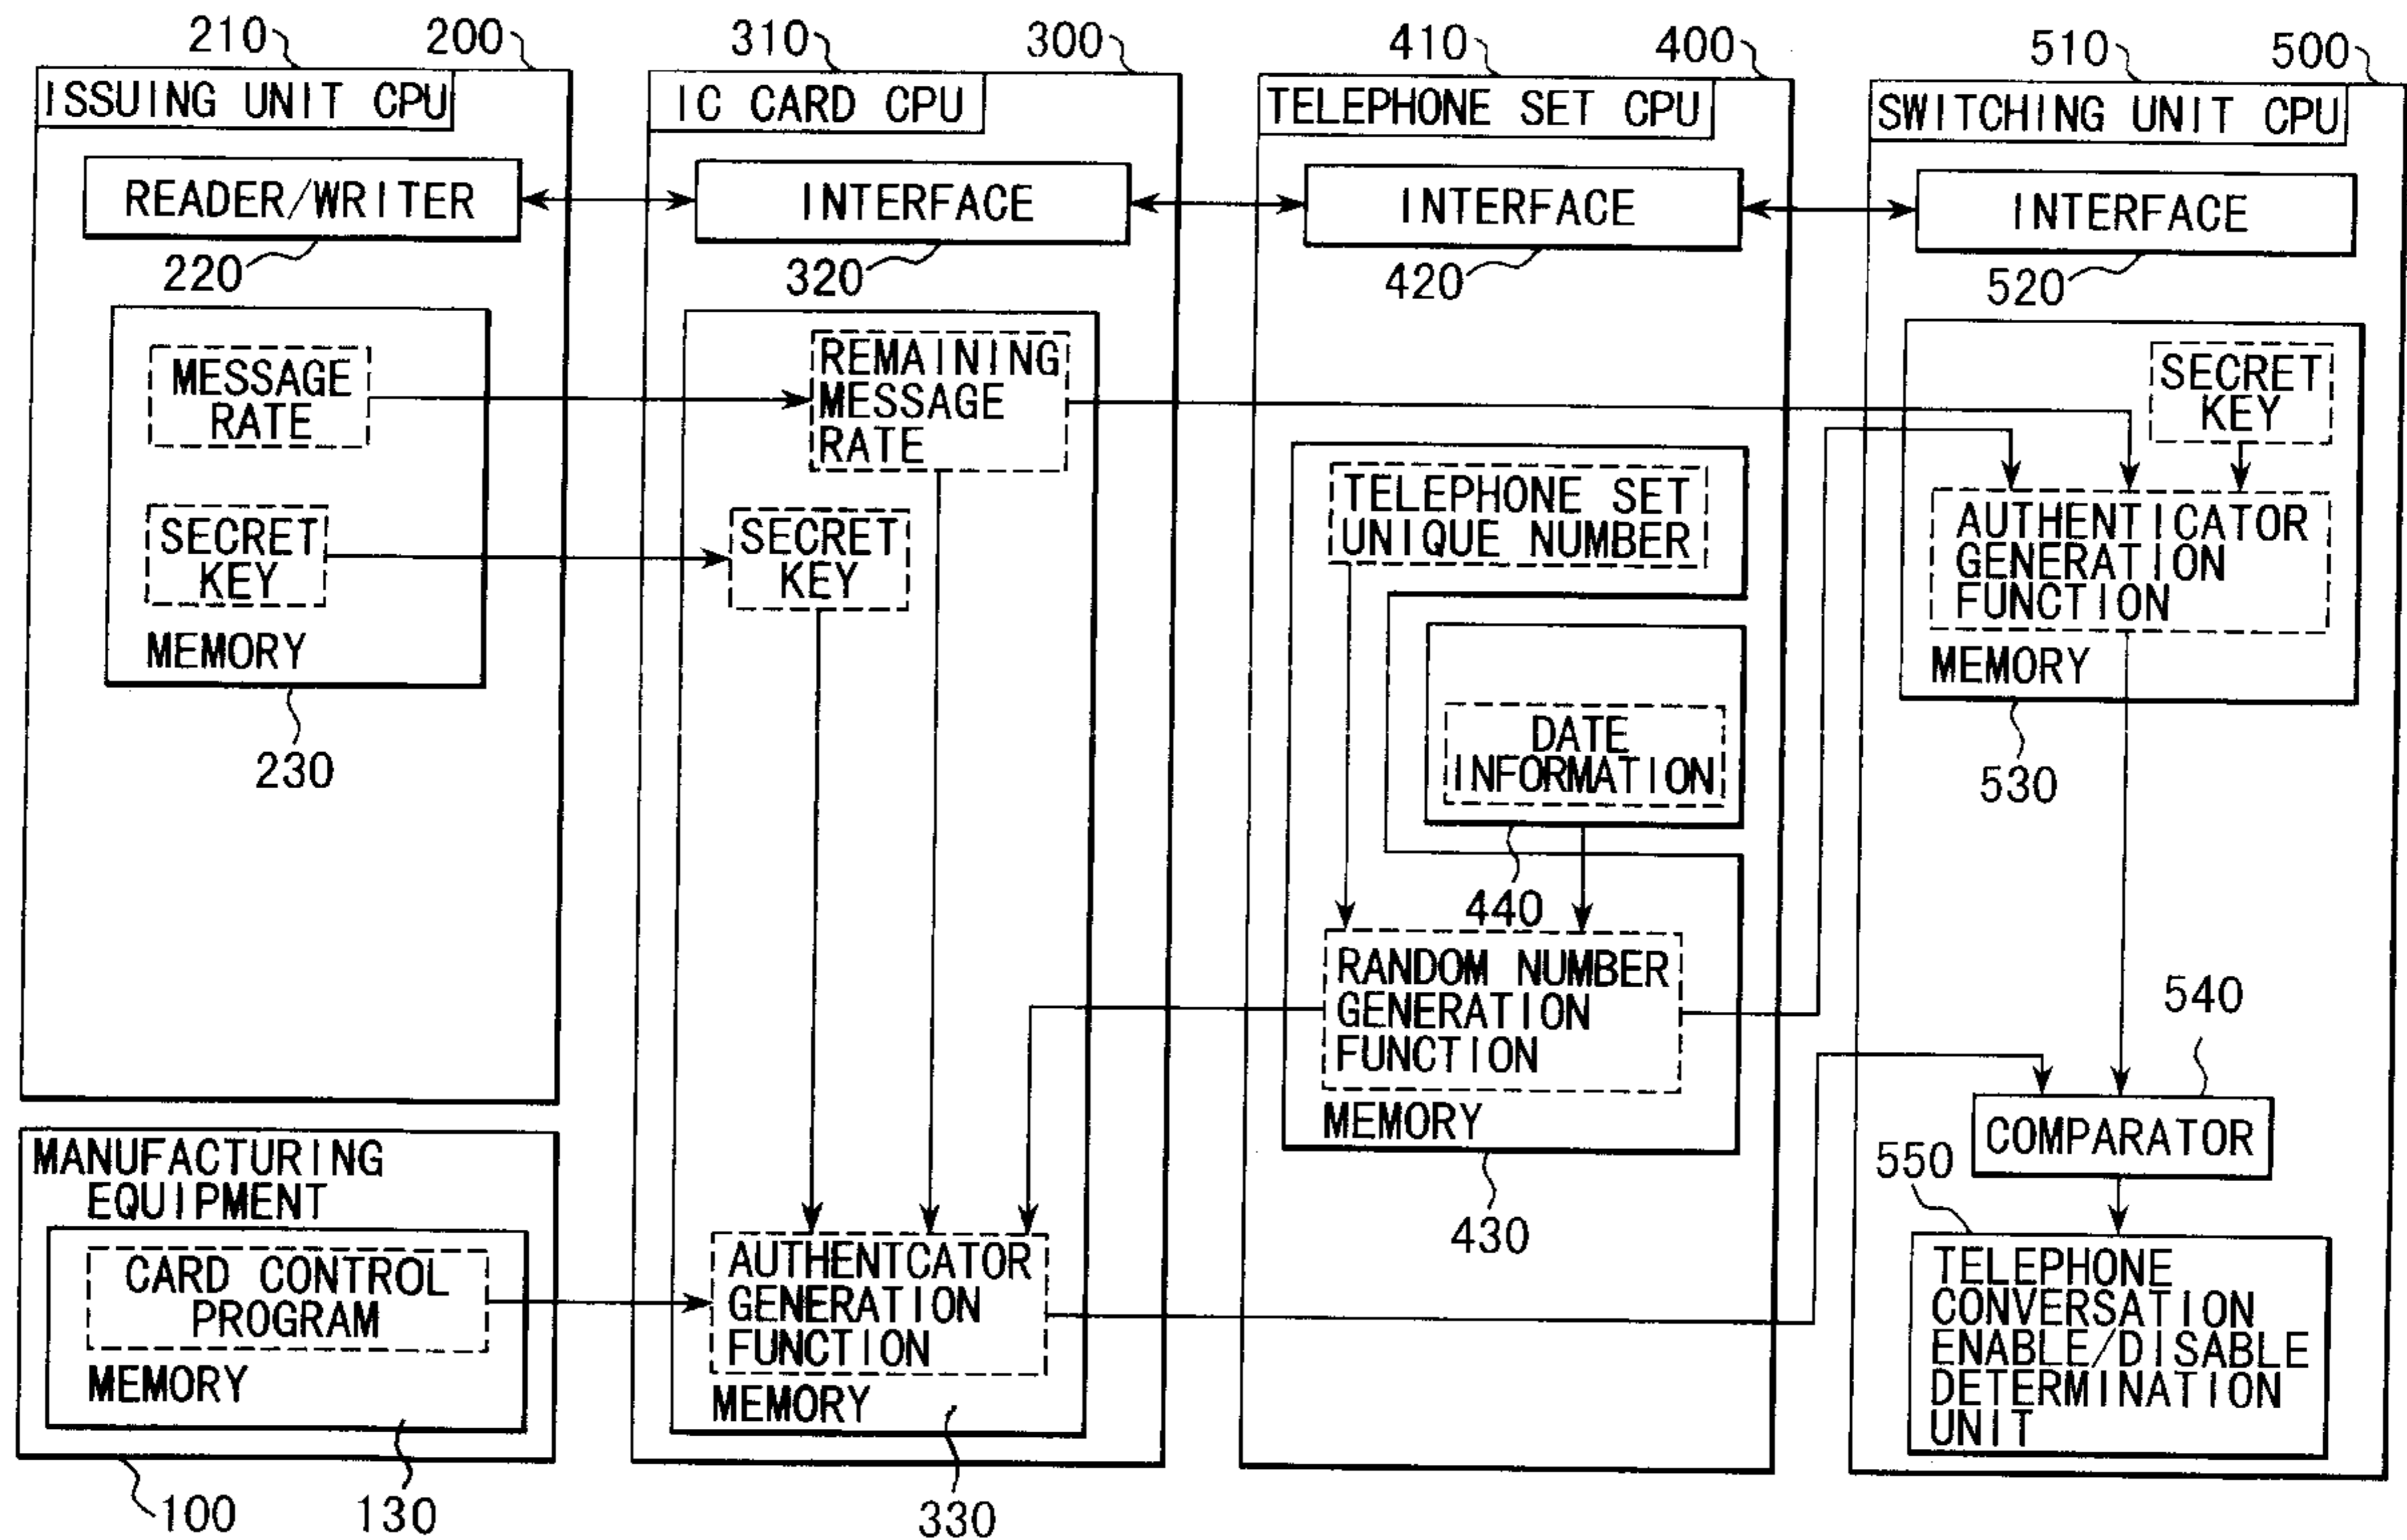 210
200
310
300
410
400
510
500
ISSUING UNIT CPU
IC CARD CPU
TELEPHONE SET CPU
SWITCHING UNIT CPU
READER/WRITER
INTERFACE
INTERFACE
INTERFACE
220
320
420
520
MESSAGE
RATE
SECRET
KEY
MEMORY
230
REMAINING
MESSAGE
RATE
SECRET
KEY
TELEPHONE SET
UNIQUE NUMBER
DATE
INFORMATION
440
RANDOM NUMBER
GENERATION
FUNCTION
MEMORY
430
SECRET
KEY
AUTHENTICATOR
GENERATION
FUNCTION
MEMORY
530
540
COMPARATOR
550
TELEPHONE
CONVERSATION
ENABLE/DISABLE
DETERMINATION
UNIT
MANUFACTURING
EQUIPMENT
CARD CONTROL
PROGRAM
MEMORY
AUTHENTCATOR
GENERATION
FUNCTION
MEMORY
100
130
330